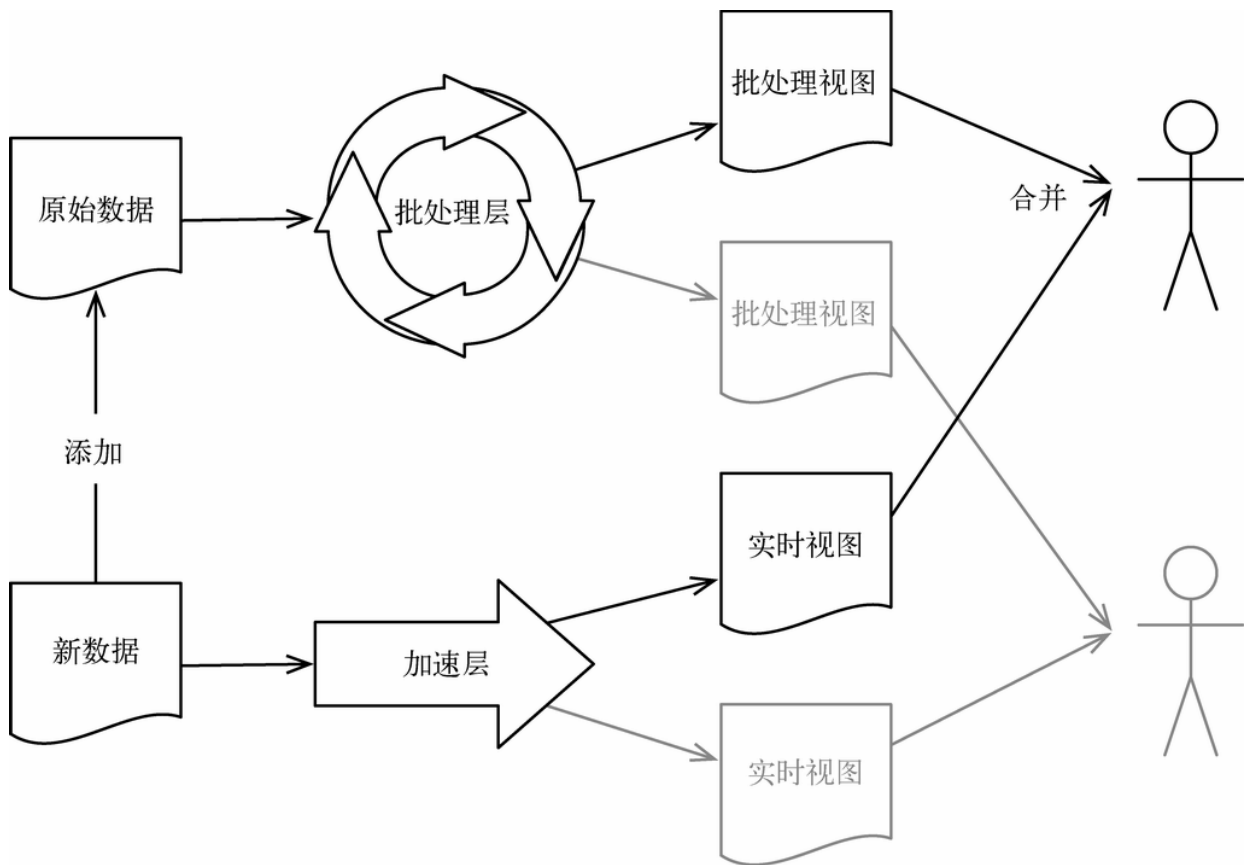 批处理视图
原始数据
批处理层
合并
批处理视图
添加
实时视图
新数据
加速层
实时视图